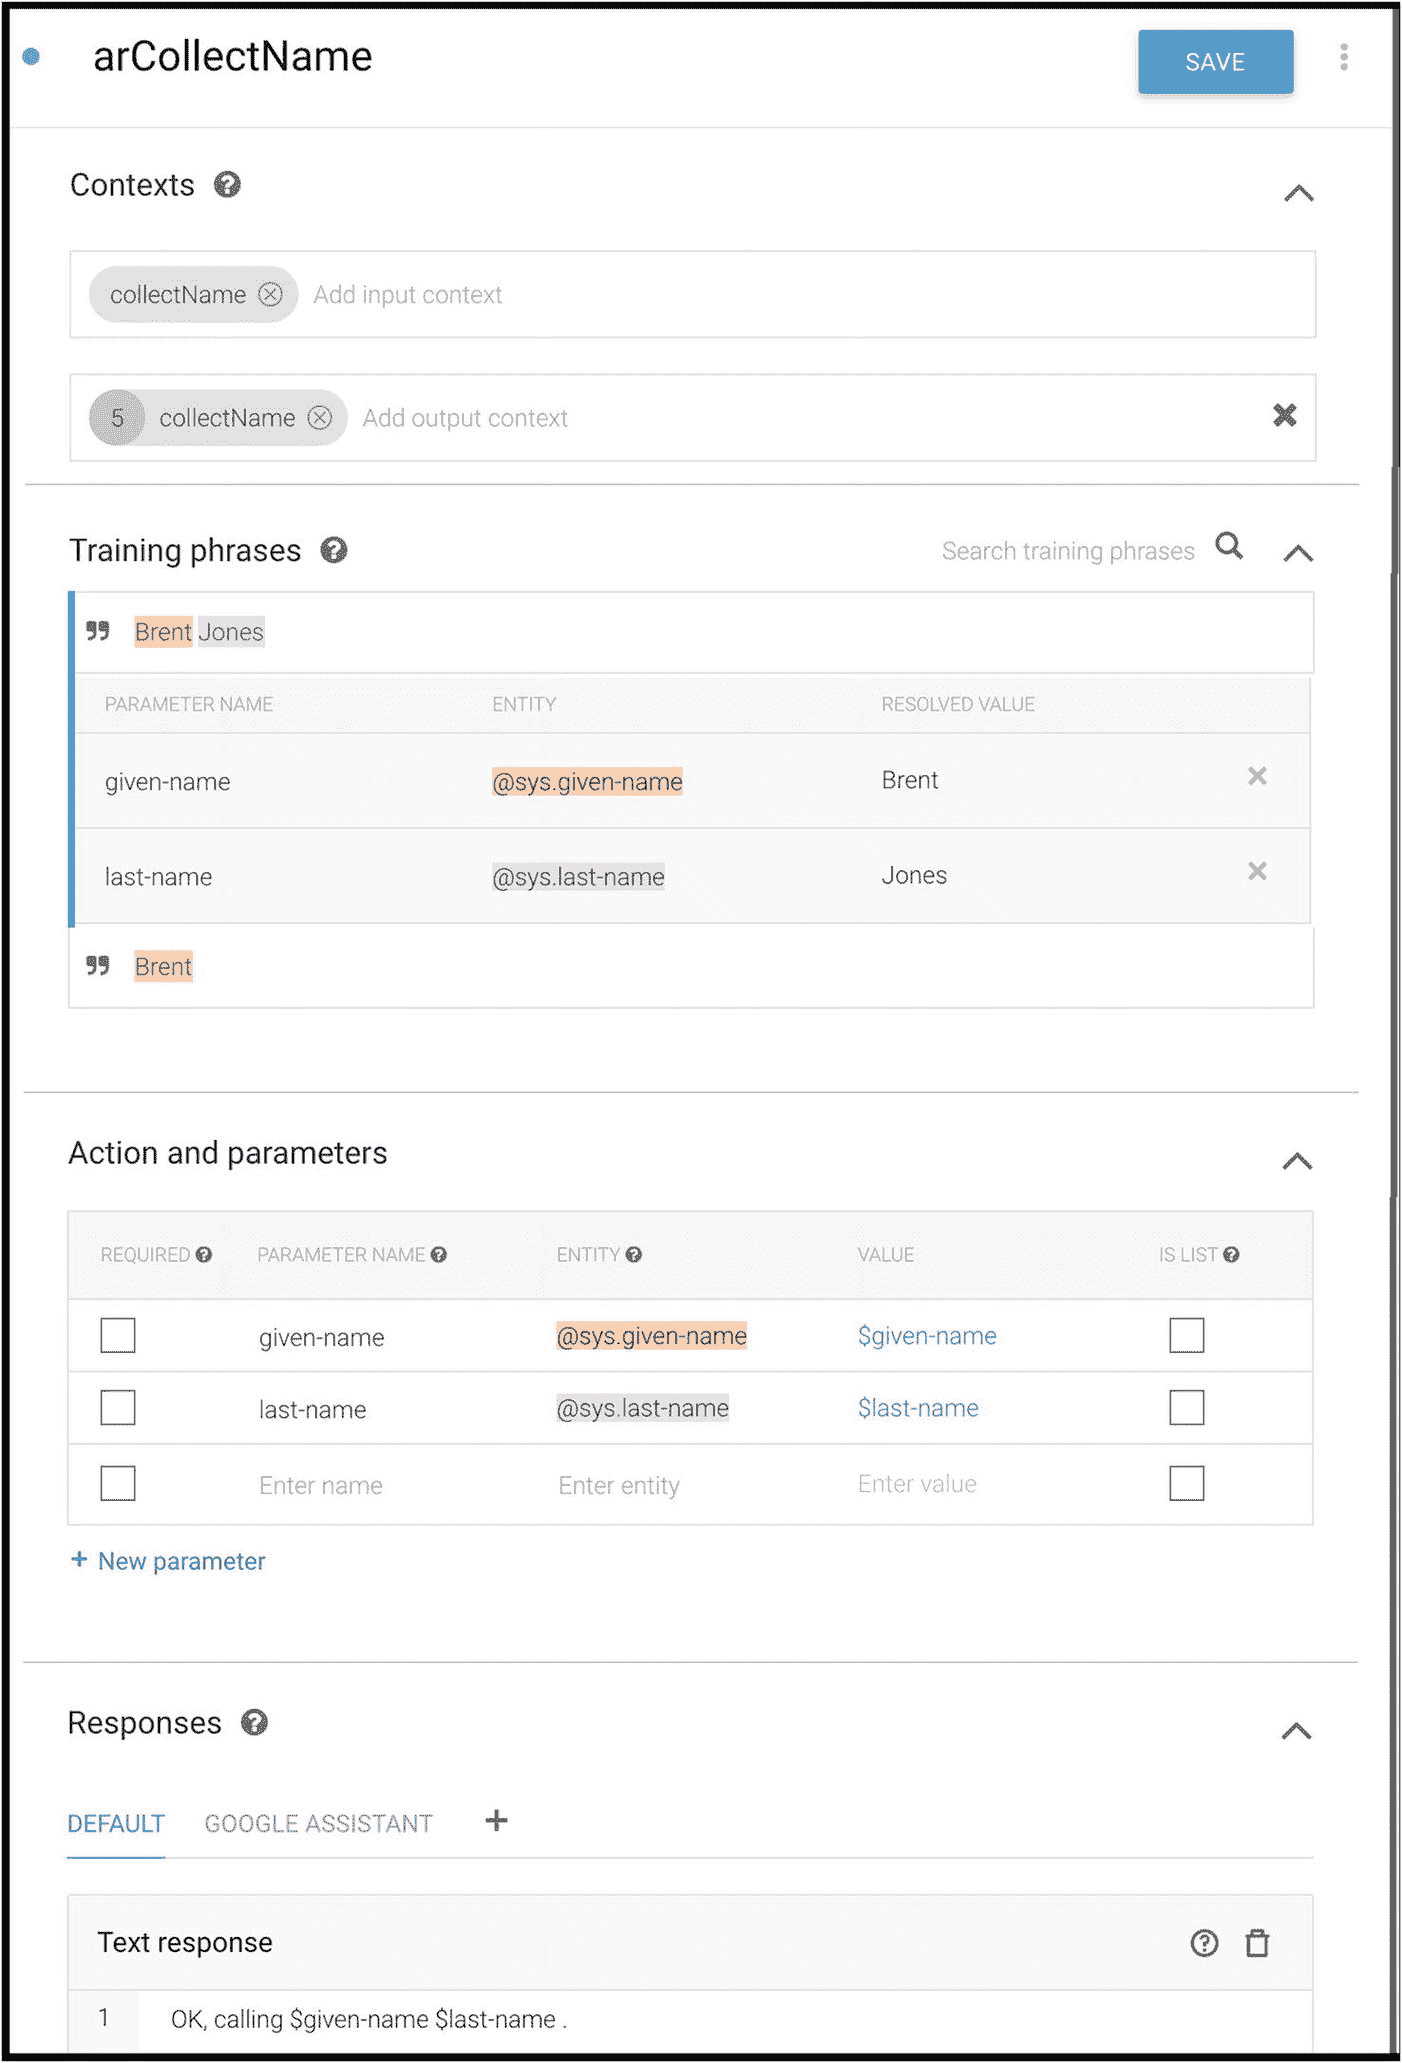 arCollectName
SAVE
Contexts
collectName Add input context
5 collectName Add output context
Training phrases
Search training phrases
Brent Jones
PARAMETER NAME ENTITY RESOLVED VALUE
given-name @sys.given-name Brent
last-name @sys.last-name Jones
Brent
Action and parameters
REQUIRED PARAMETER NAME ENTITY VALUE IS LIST
given-name @sys.given-name $given-name
last-name @sys.last-name $last-name
Enter name Enter entity Enter value
+ New parameter
Responses
DEFAULT GOOGLE ASSISTANT +
Text response
1 OK, calling $given-name $last-name .